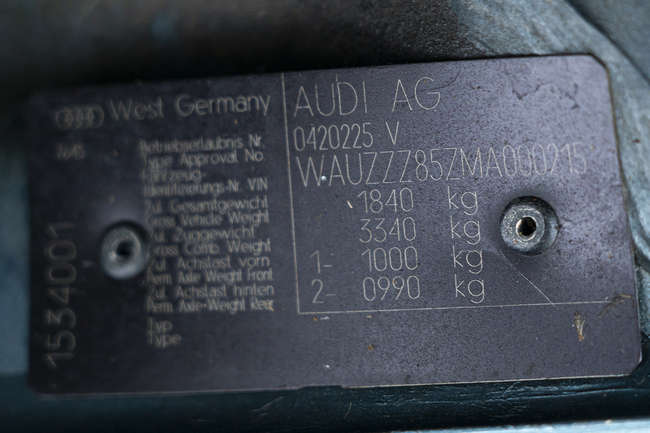 West Germany
AUDI AG
Betriebserlaubnis Nr.
Type Approval No.
0420225 V
Fahrzeug-
Identifizierungs-Nr. VIN
WAUZZZ85ZMA000215
Zul. Gesamtgewicht
Gross Vehicle Weight
1840 kg
Zul. Zuggewicht
Gross Comb. Weight
3340 kg
Zul. Achslast vorn
Perm. Axle-Weight Front
1- 1000 kg
Zul. Achslast hinten
Perm. Axle-Weight Rear
2- 0990 kg
Typ
Type
1534001